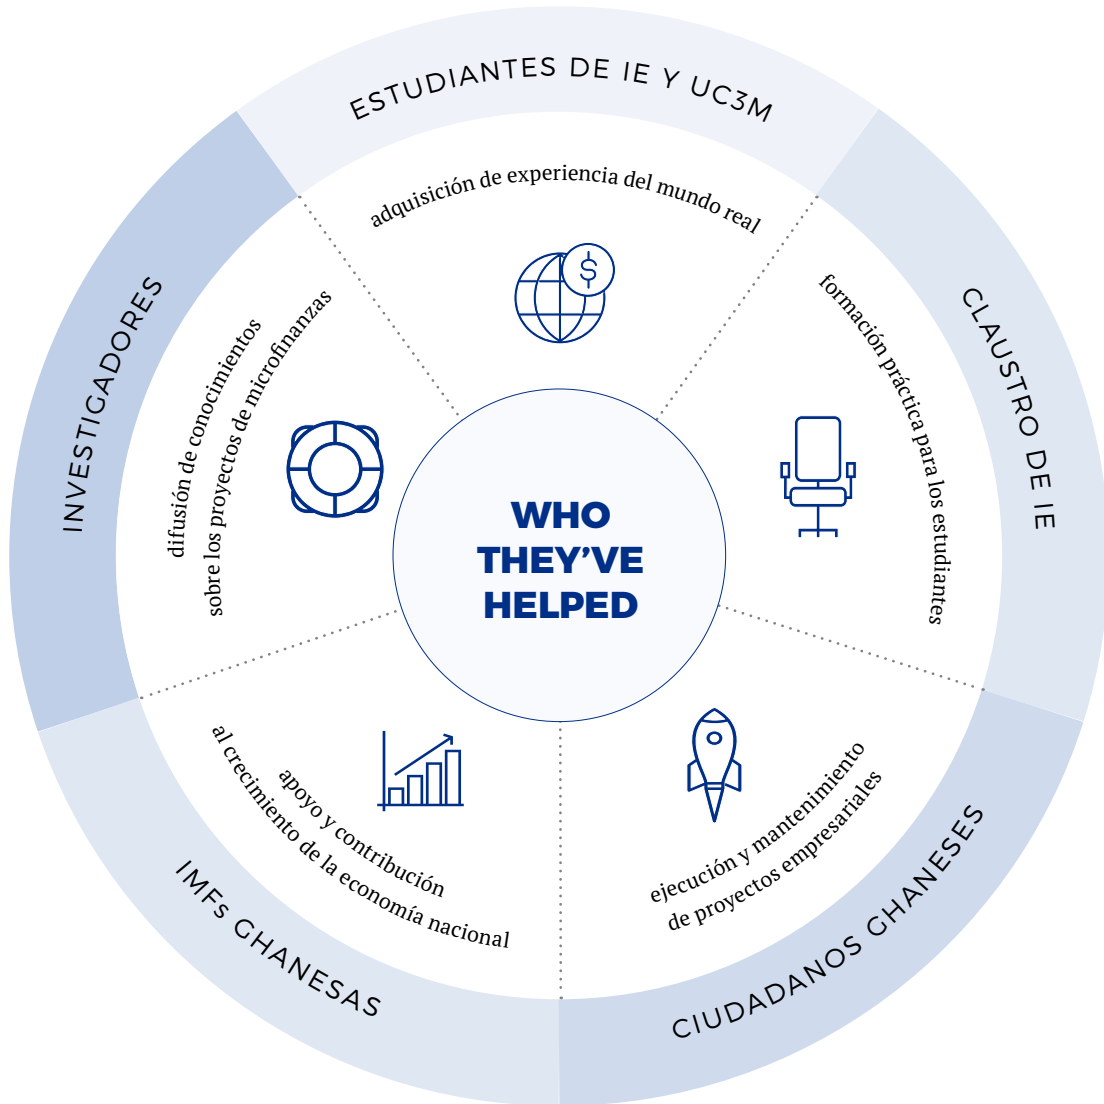 ESTUDIANTES DE IE Y UC3M
adquisición de experiencia del mundo real
$
CLAUSTRO DE IE
formación práctica para los estudiantes
CIUDADANOS GHANESES
ejecución y mantenimiento
de proyectos empresariales
IMFs GHANESAS
apoyo y contribución
al crecimiento de la economía nacional
INVESTIGADORES
difusión de conocimientos
sobre los proyectos de microfinanzas
WHO
THEY’VE
HELPED